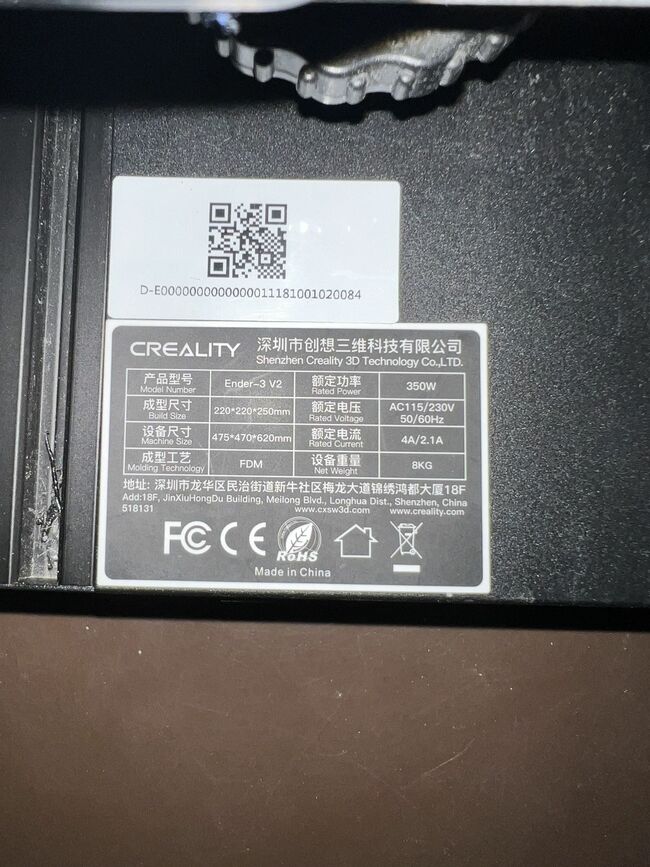 D-E0000000000000011181001020084
CREALITY 深圳市创想三维科技有限公司
Shenzhen Creality 3D Technology Co.,LTD.
产品型号 Ender-3 V2 额定功率 350W
Model Number Rated Power
成型尺寸 220*220*250mm 额定电压 AC115/230V
Build Size Rated Voltage 50/60Hz
设备尺寸 475*470*620mm 额定电流 4A/2.1A
Machine Size Rated Current
成型工艺 FDM 设备重量 8KG
Molding Technology Net Weight
地址: 深圳市龙华区民治街道新牛社区梅龙大道锦绣鸿都大厦18F
Add:18F, JinXiuHongDu Building, Meilong Blvd., Longhua Dist., Shenzhen, China
518131 www.cxsw3d.com www.creality.com
FC CE RoHS
Made in China